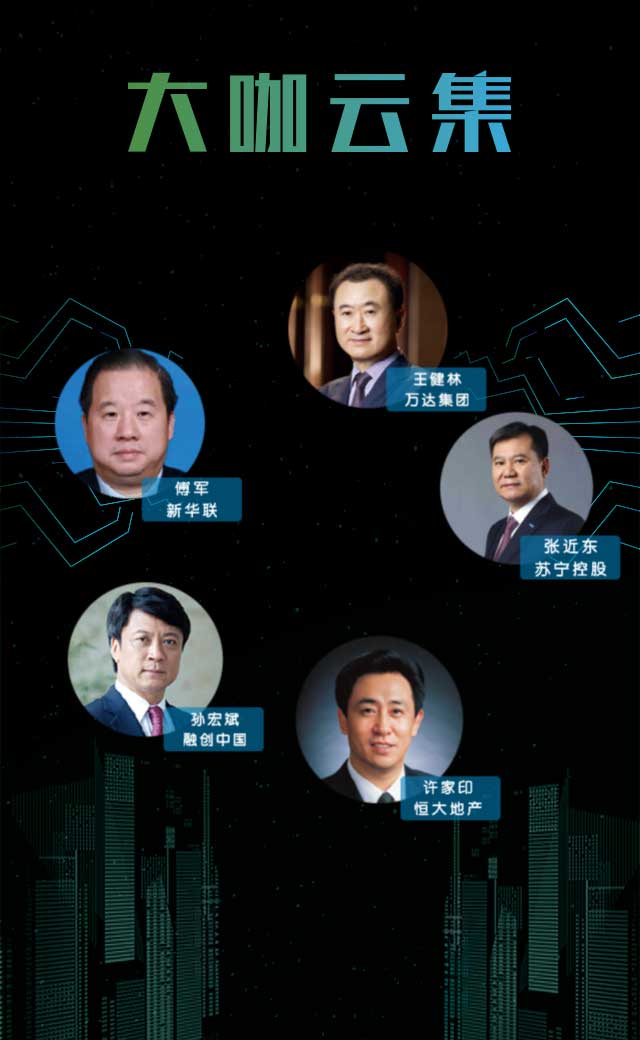 大咖云集
王健林
万达集团
傅军
新华联
张近东
苏宁控股
孙宏斌
融创中国
许家印
恒大地产